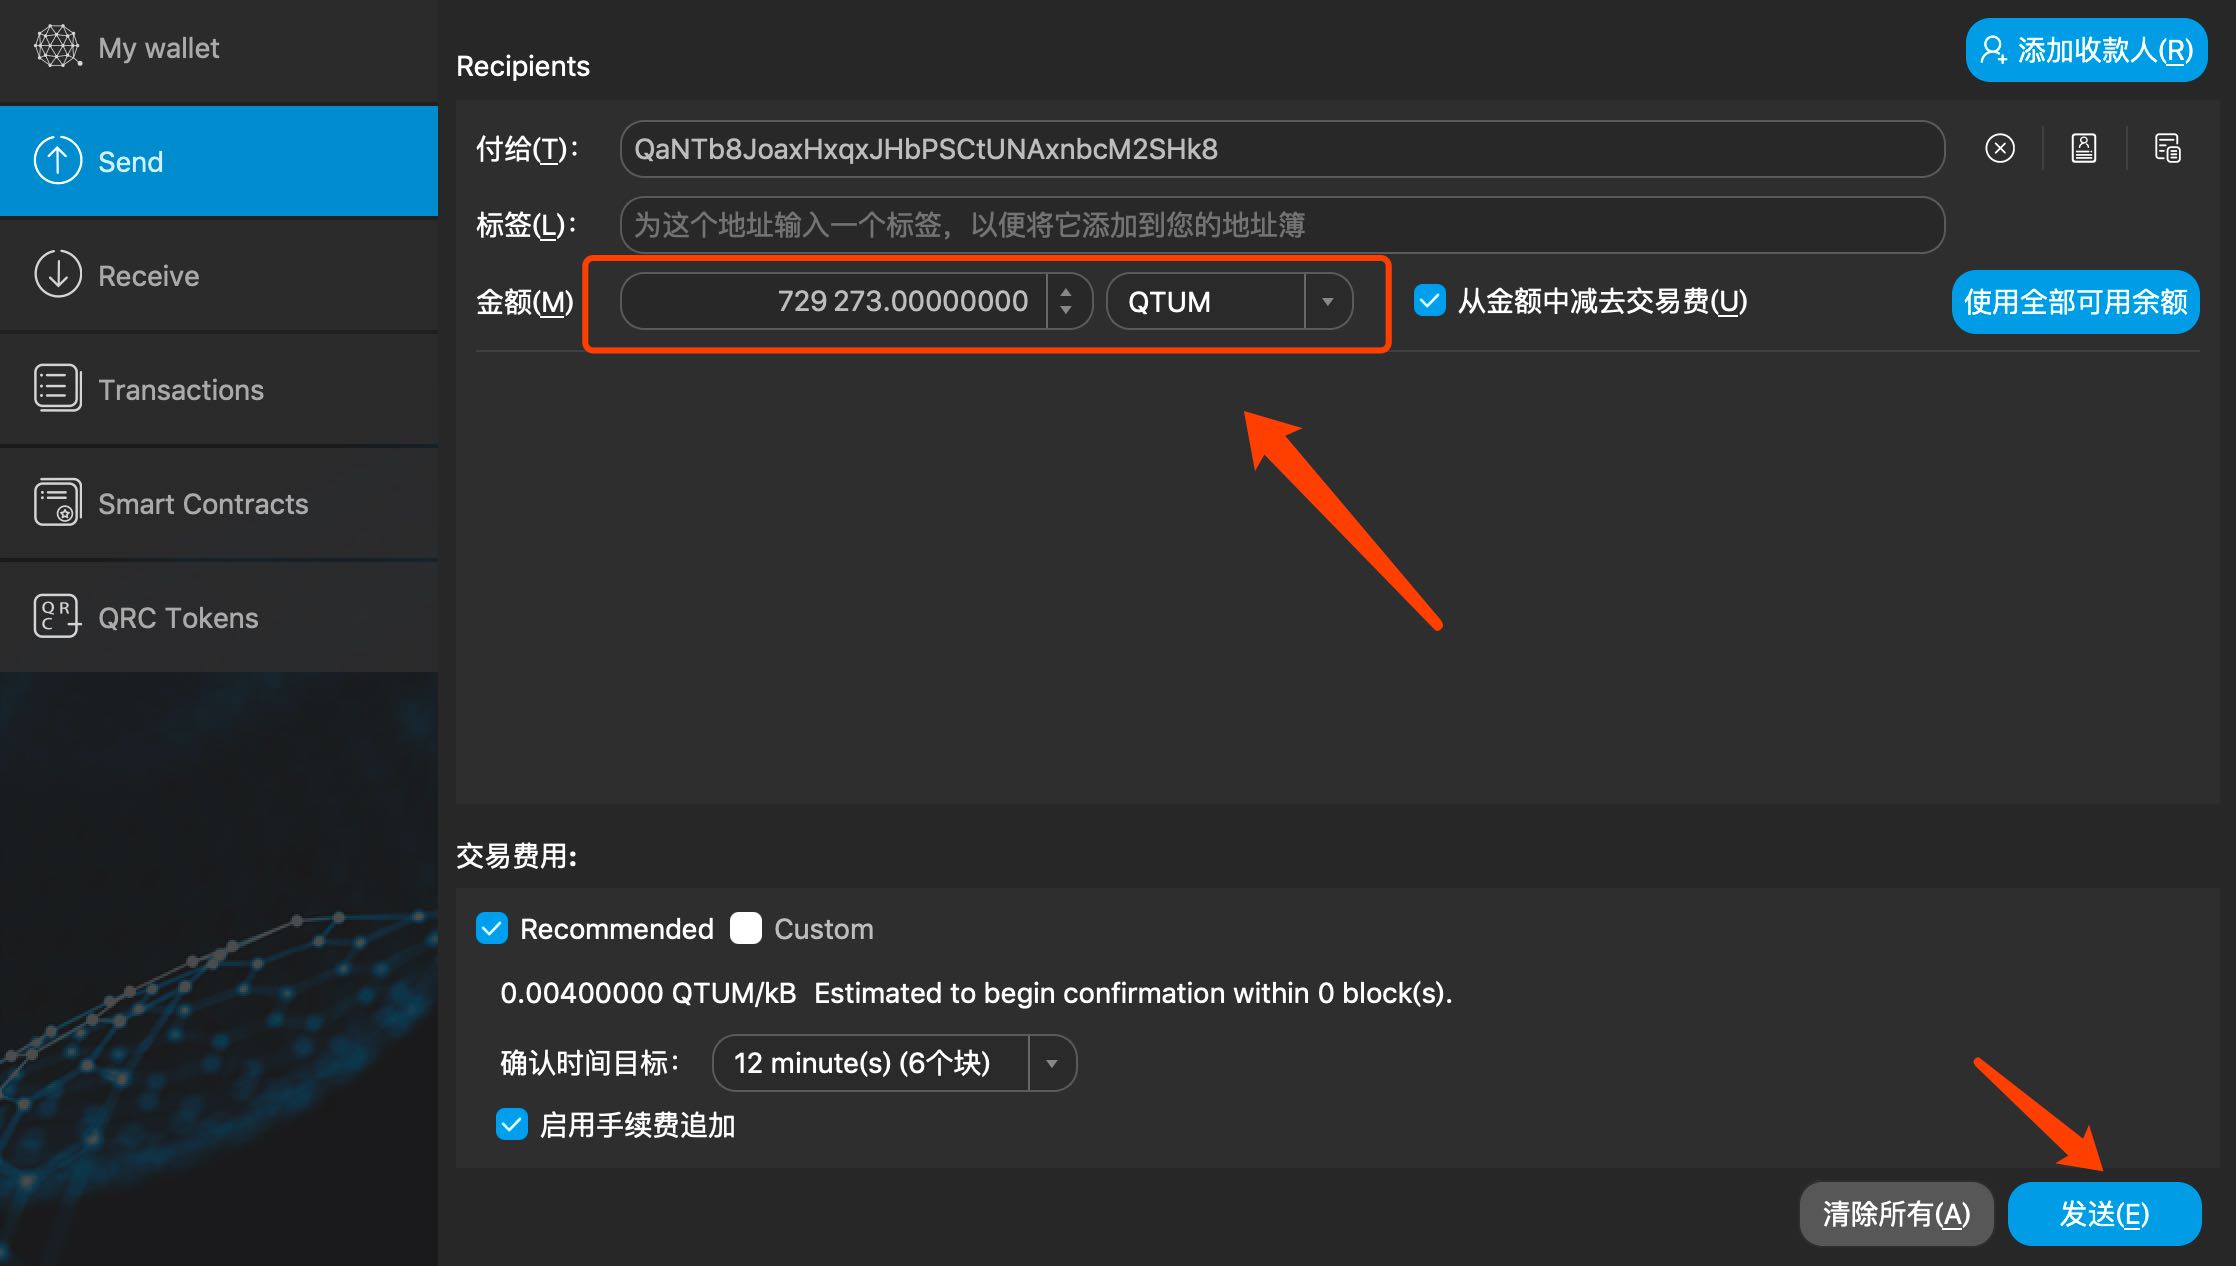 My wallet
Send
Receive
Transactions
Smart Contracts
QR
C
QRC Tokens
Recipients
添加收款人(R)
付给(T)： QaNTb8JoaxHxqxJHbPSCtUNAxnbcM2SHk8
标签(L)： 为这个地址输入一个标签，以便将它添加到您的地址簿
金额(M) 729 273.00000000 QTUM 从金额中减去交易费(U) 使用全部可用余额
交易费用:
Recommended Custom
0.00400000 QTUM/kB Estimated to begin confirmation within 0 block(s).
确认时间目标： 12 minute(s) (6个块)
启用手续费追加
清除所有(A) 发送(E)